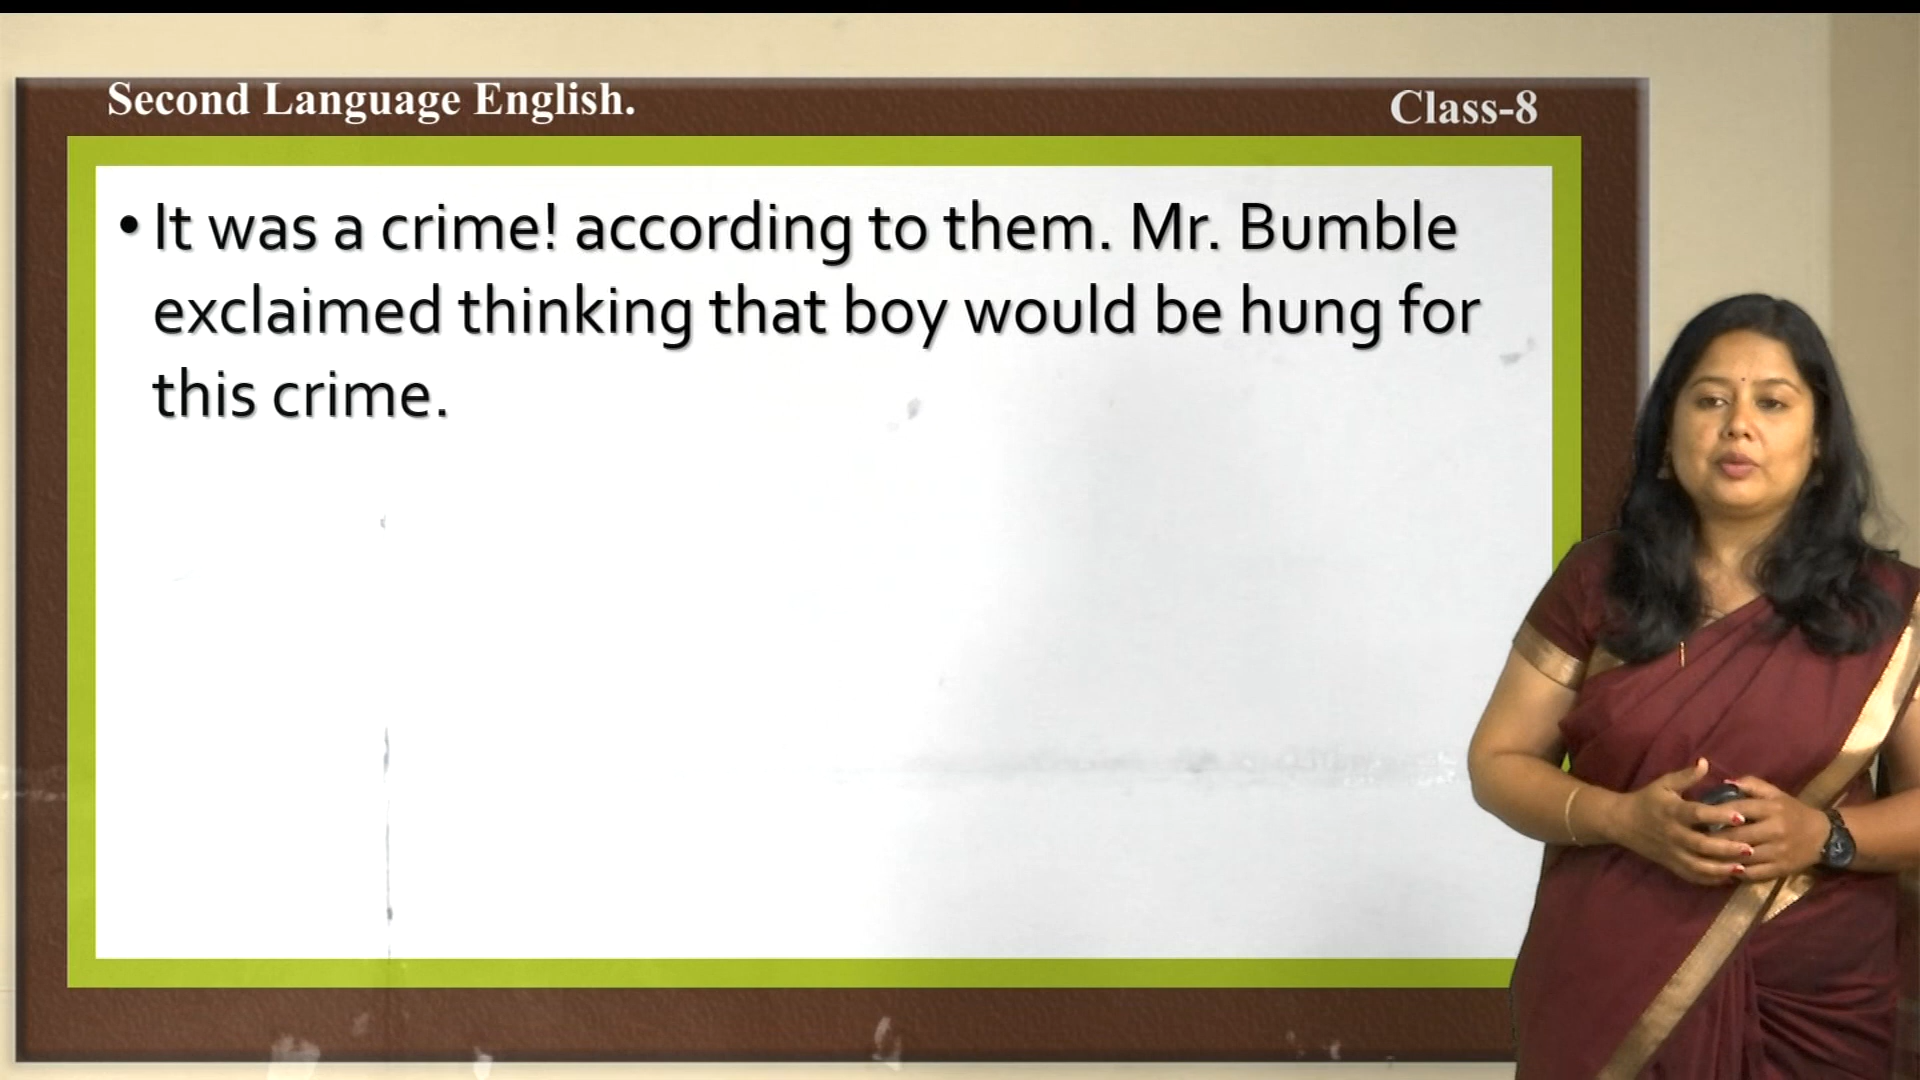 Second Language English.
Class-8
• It was a crime! according to them. Mr. Bumble
exclaimed thinking that boy would be hung for
this crime.